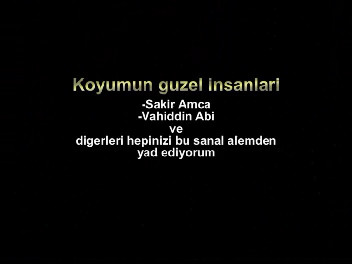 Koyumun guzel insanlari
-Sakir Amca
-Vahiddin Abi
ve
digerleri hepinizi bu sanal alemden
yad ediyorum